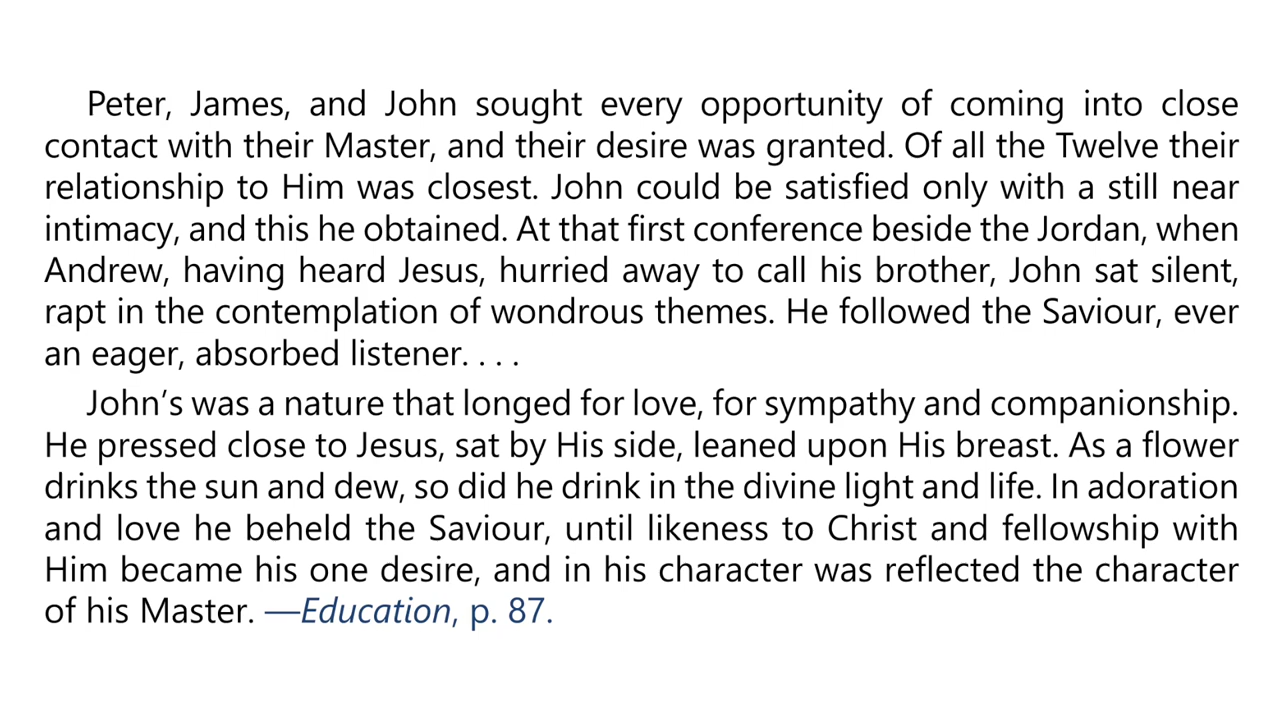 Peter, James, and John sought every opportunity of coming into close
contact with their Master, and their desire was granted. Of all the Twelve their
relationship to Him was closest. John could be satisfied only with a still near
intimacy, and this he obtained. At that first conference beside the Jordan, when
Andrew, having heard Jesus, hurried away to call his brother, John sat silent,
rapt in the contemplation of wondrous themes. He followed the Saviour, ever
an eager, absorbed listener. . . .
John’s was a nature that longed for love, for sympathy and companionship.
He pressed close to Jesus, sat by His side, leaned upon His breast. As a flower
drinks the sun and dew, so did he drink in the divine light and life. In adoration
and love he beheld the Saviour, until likeness to Christ and fellowship with
Him became his one desire, and in his character was reflected the character
of his Master. —Education, p. 87.